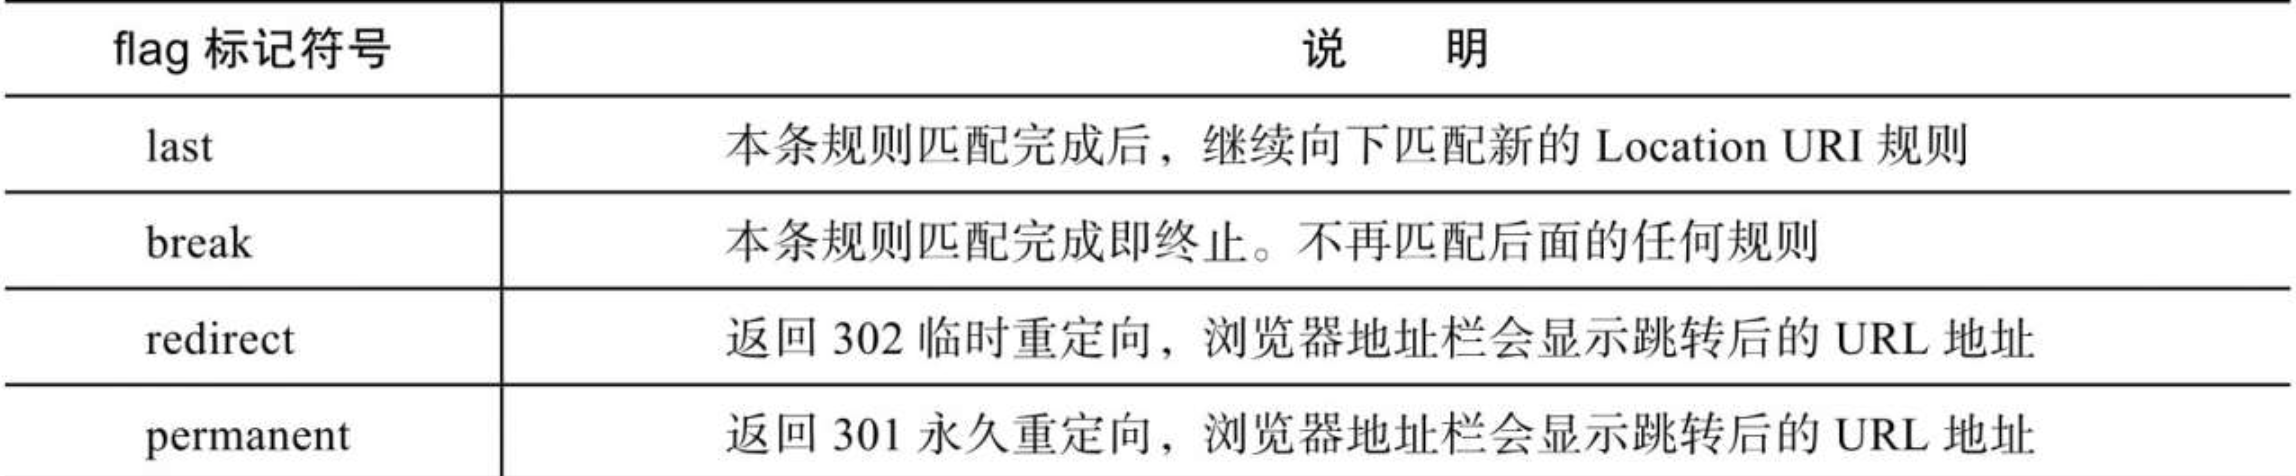 flag 标记符号 说 明
last 本条规则匹配完成后，继续向下匹配新的 Location URI 规则
break 本条规则匹配完成即终止。不再匹配后面的任何规则
redirect 返回 302 临时重定向，浏览器地址栏会显示跳转后的 URL 地址
permanent 返回 301 永久重定向，浏览器地址栏会显示跳转后的 URL 地址